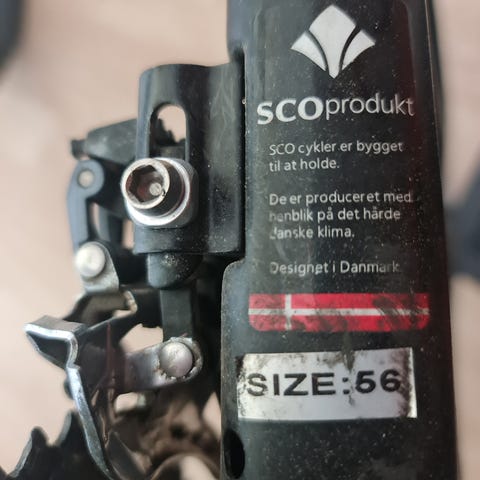 SCOprodukt
SCO cykler er bygget
til at holde.
De er produceret med
henblik på det hårde
danske klima.
Designet i Danmark.
SIZE:56